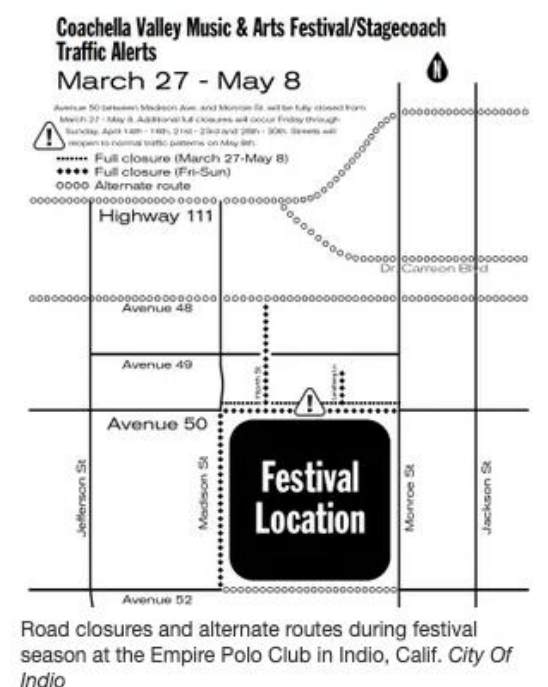 Coachella Valley Music & Arts Festival/Stagecoach
Traffic Alerts
March 27 - May 8
N
Avenue 50 between Madison Ave. and Monroe St. will be fully closed from
March 27 - May 8. Additional full closures will occur Friday through
Sunday, April 14th - 16th, 21st - 23rd and 28th - 30th. Streets will
reopen to normal traffic patterns on May 9th.
!
Full closure (March 27-May 8)
Full closure (Fri-Sun)
Alternate route
Highway 111
Dr. Carreon Blvd
Avenue 48
Avenue 49
!
Avenue 50
Jefferson St
Madison St
Festival
Location
Monroe St
Jackson St
Avenue 52
Road closures and alternate routes during festival
season at the Empire Polo Club in Indio, Calif. City Of
Indio